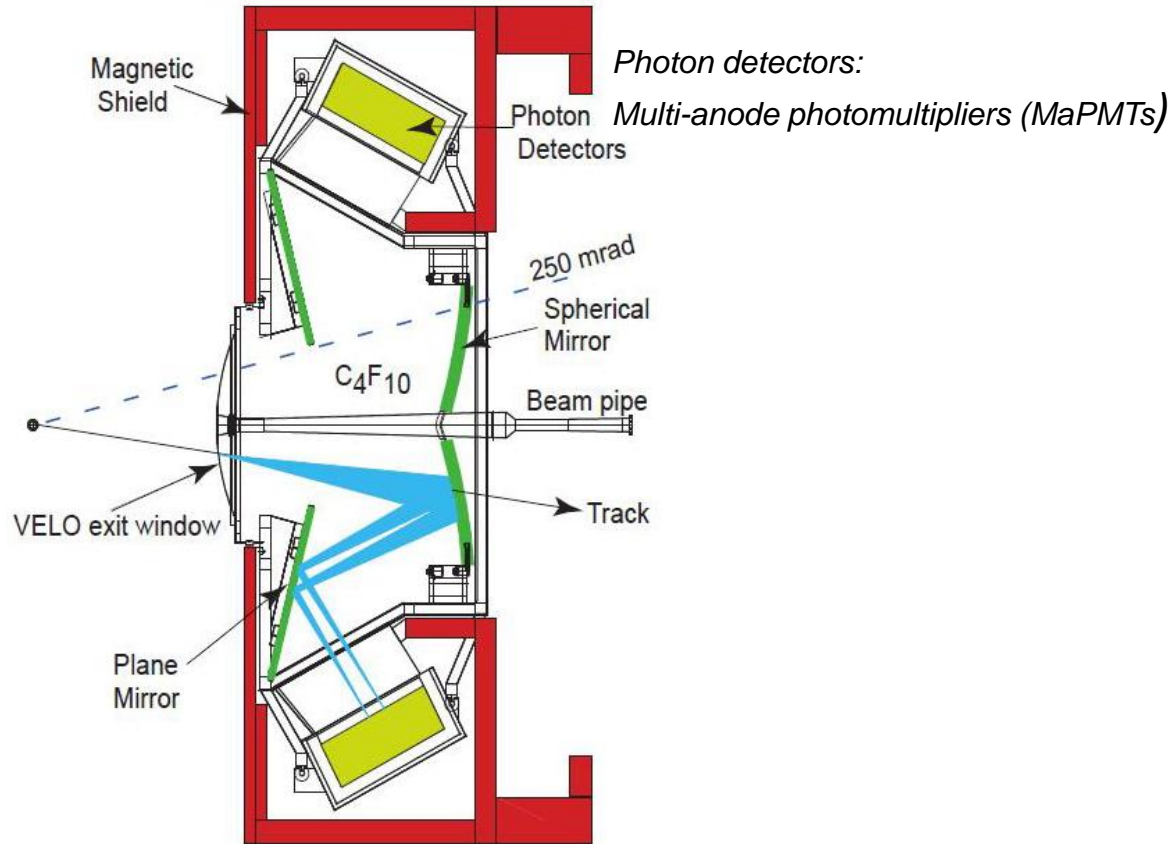 Magnetic
Shield
Photon
Detectors
Photon detectors:
Multi-anode photomultipliers (MaPMTs)
250 mrad
Spherical
Mirror
C4F10
Beam pipe
VELO exit window
Track
Plane
Mirror